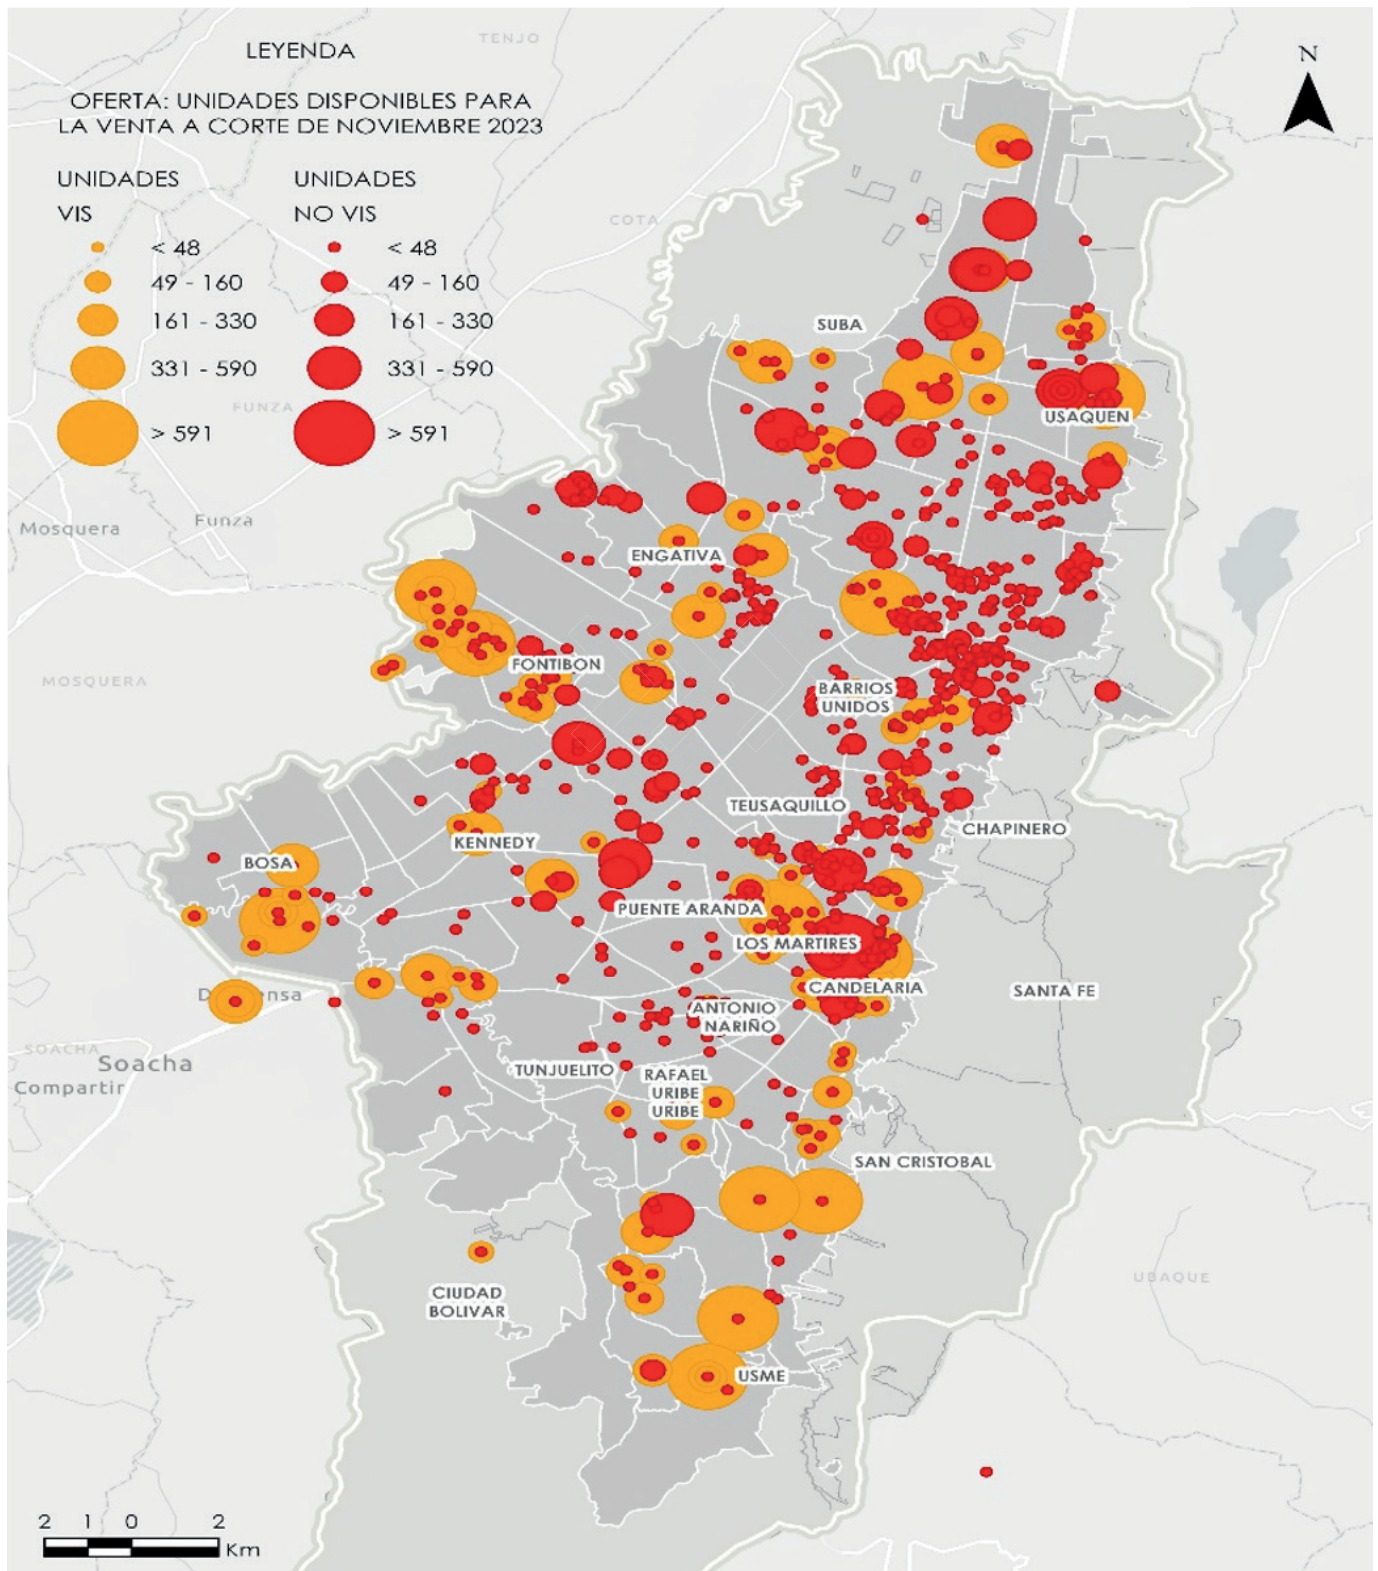 LEYENDA
OFERTA: UNIDADES DISPONIBLES PARA
LA VENTA A CORTE DE NOVIEMBRE 2023
UNIDADES
VIS
UNIDADES
NO VIS
< 48
< 48
49 - 160
49 - 160
161 - 330
161 - 330
331 - 590
331 - 590
> 591
> 591
N
TENJO
COTA
FUNZA
SUBA
USAQUEN
Mosquera
Funza
ENGATIVA
MOSQUERA
FONTIBON
BARRIOS
UNIDOS
TEUSAQUILLO
CHAPINERO
KENNEDY
BOSA
PUENTE ARANDA
LOS MARTIRES
CANDELARIA
SANTA FE
ANTONIO
NARIÑO
SOACHA
Soacha
Compartir
TUNJUELITO
RAFAEL
URIBE
URIBE
SAN CRISTOBAL
UBAQUE
CIUDAD
BOLIVAR
USME
2 1 0 2
Km